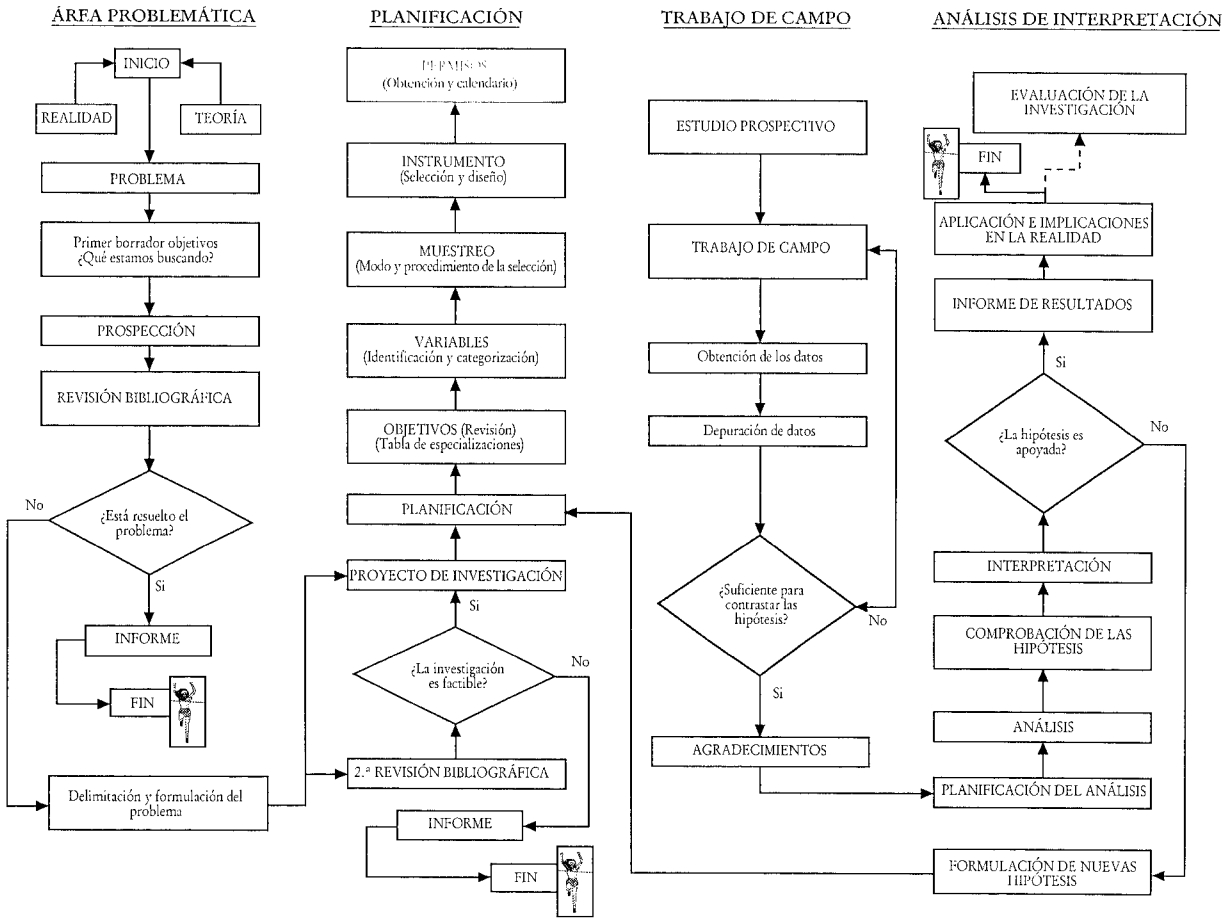 ÁREA PROBLEMÁTICA
INICIO
REALIDAD
TEORÍA
PROBLEMA
Primer borrador objetivos
¿Qué estamos buscando?
PROSPECCIÓN
REVISIÓN BIBLIOGRÁFICA
No
¿Está resuelto el
problema?
Si
INFORME
FIN
Delimitación y formulación del
problema
PLANIFICACIÓN
PERMISOS
(Obtención y calendario)
INSTRUMENTO
(Selección y diseño)
MUESTREO
(Modo y procedimiento de la selección)
VARIABLES
(Identificación y categorización)
OBJETIVOS (Revisión)
(Tabla de especializaciones)
PLANIFICACIÓN
PROYECTO DE INVESTIGACIÓN
Si
¿La investigación
es factible?
No
2.ª REVISIÓN BIBLIOGRÁFICA
INFORME
FIN
TRABAJO DE CAMPO
ESTUDIO PROSPECTIVO
TRABAJO DE CAMPO
Obtención de los datos
Depuración de datos
¿Suficiente para
contrastar las
hipótesis?
No
Si
AGRADECIMIENTOS
ANÁLISIS DE INTERPRETACIÓN
EVALUACIÓN DE LA
INVESTIGACIÓN
FIN
APLICACIÓN E IMPLICACIONES
EN LA REALIDAD
INFORME DE RESULTADOS
Si
¿La hipótesis es
apoyada?
No
INTERPRETACIÓN
COMPROBACIÓN DE LAS
HIPÓTESIS
ANÁLISIS
PLANIFICACIÓN DEL ANÁLISIS
FORMULACIÓN DE NUEVAS
HIPÓTESIS